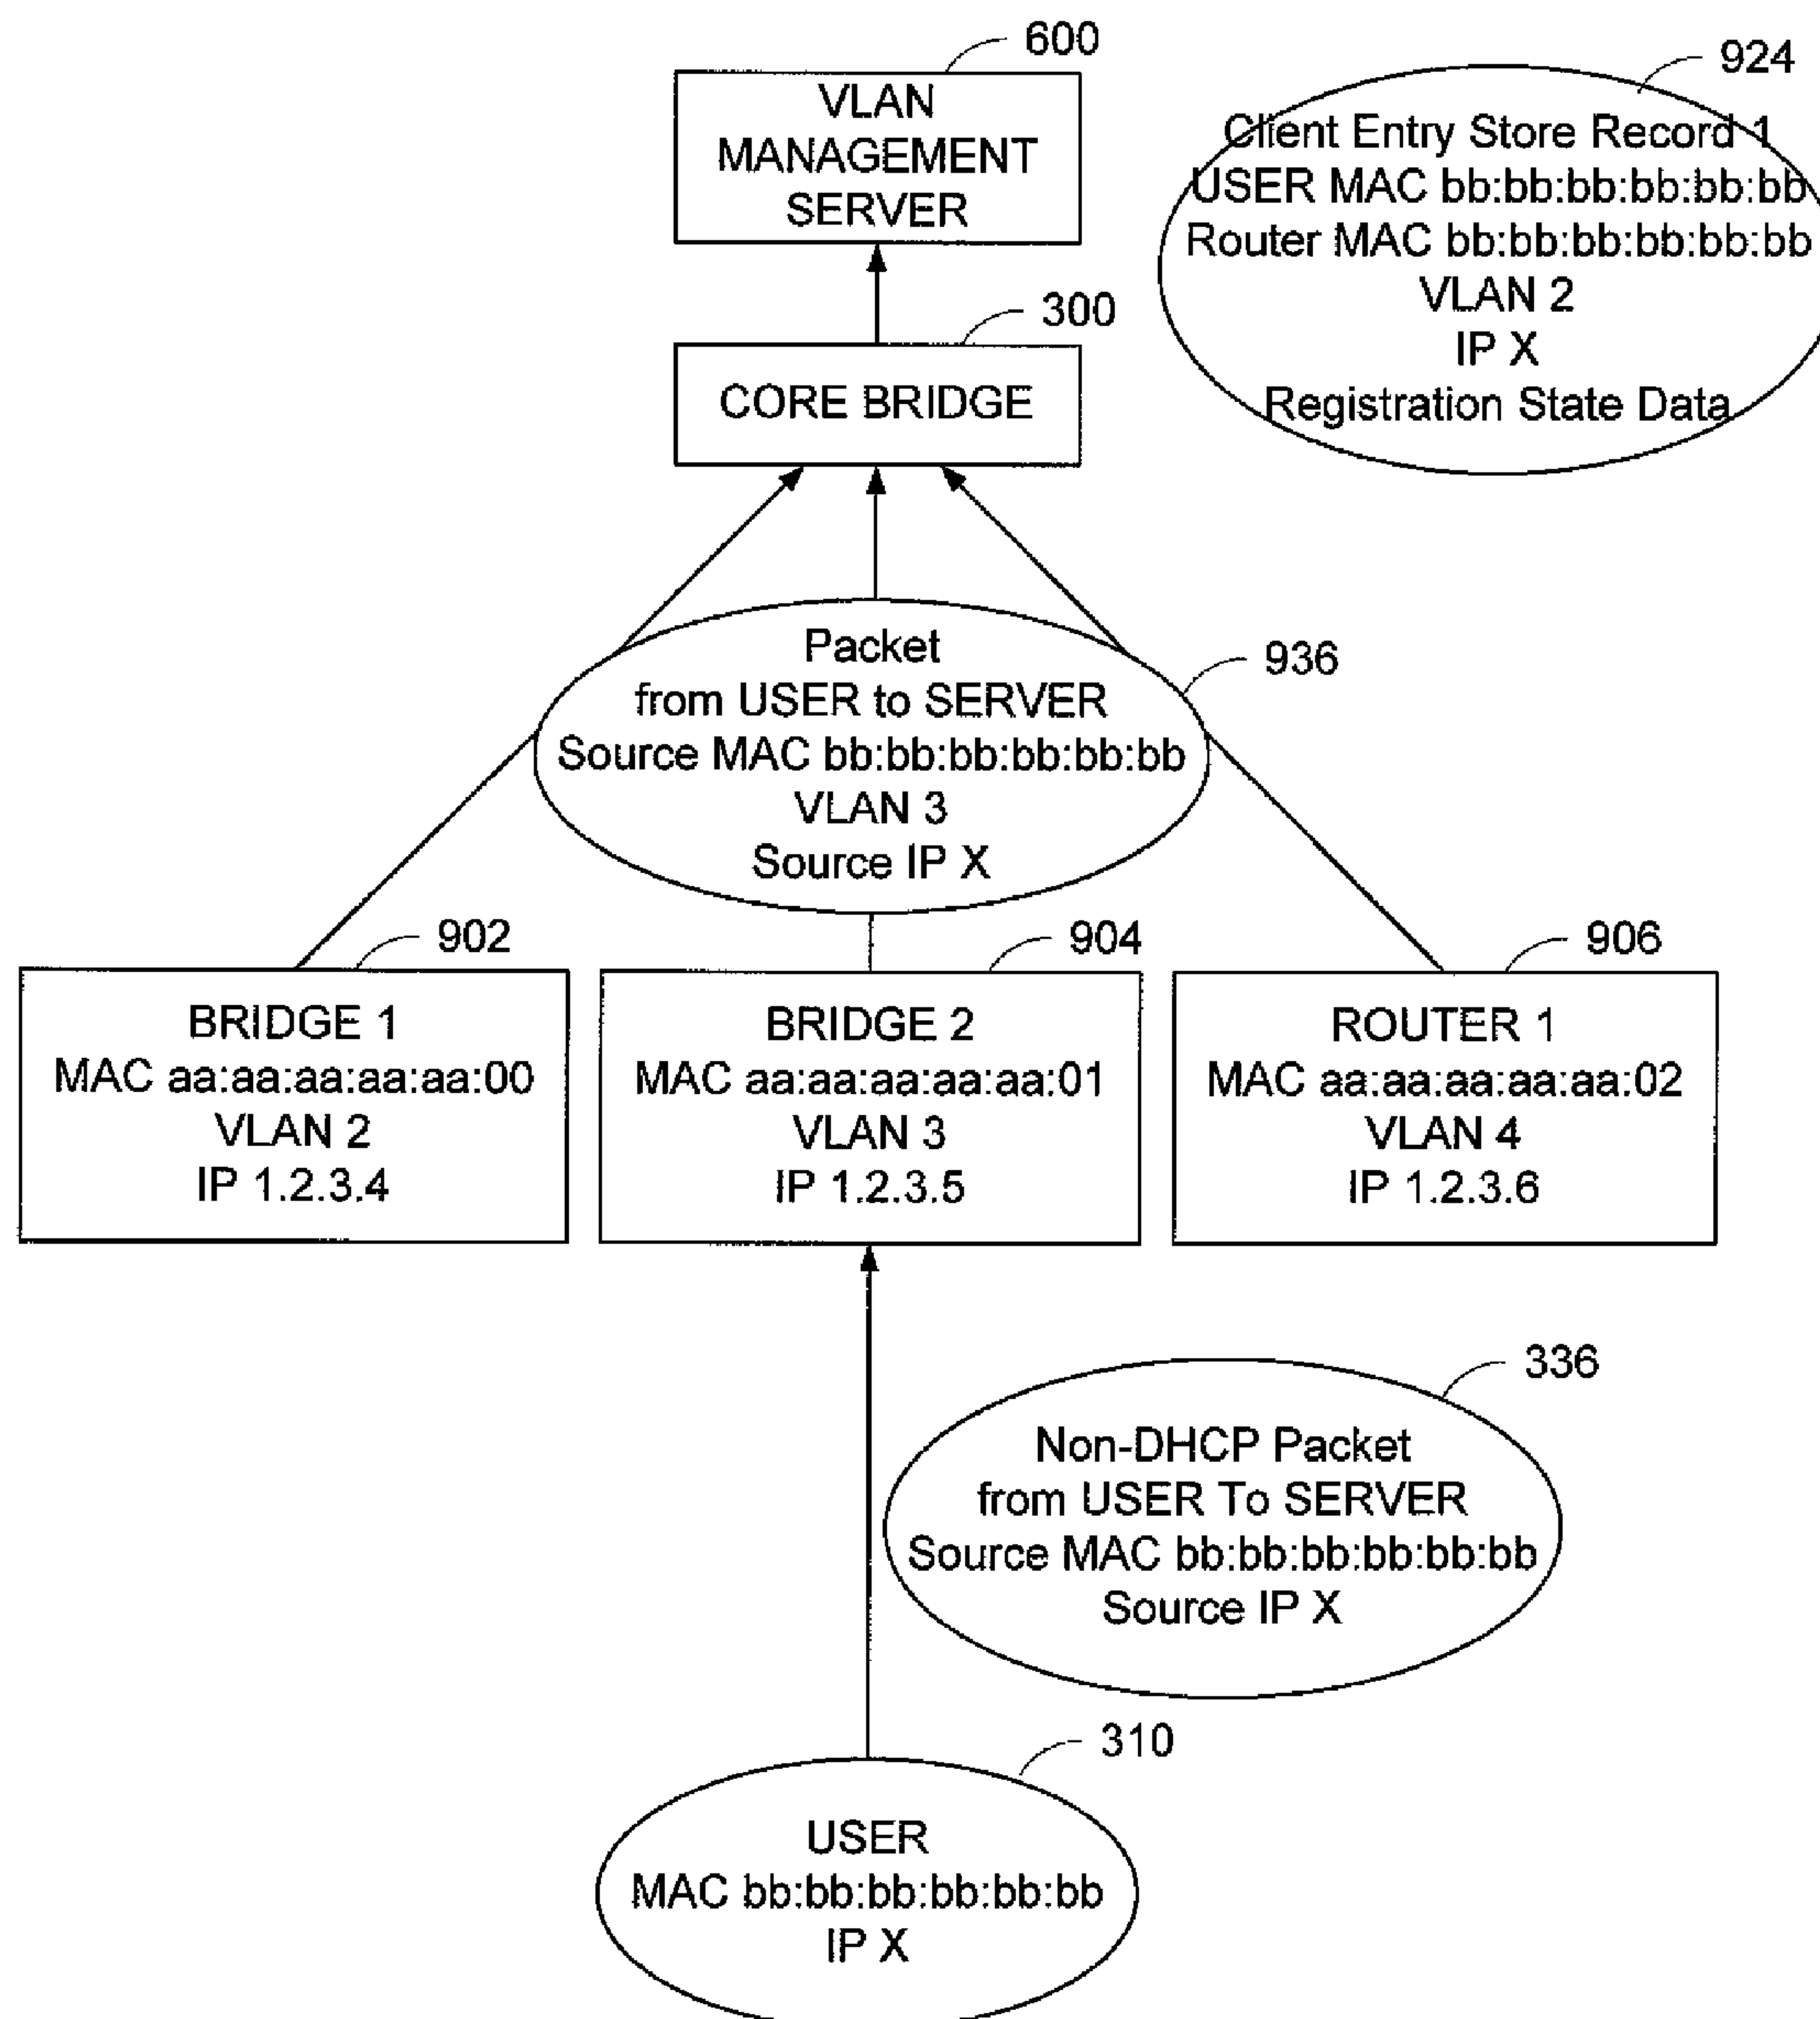 600
VLAN
MANAGEMENT
SERVER
924
Client Entry Store Record 1
USER MAC bb:bb:bb:bb:bb:bb
Router MAC bb:bb:bb:bb:bb:bb
VLAN 2
IP X
Registration State Data
300
CORE BRIDGE
936
Packet
from USER to SERVER
Source MAC bb:bb:bb:bb:bb:bb
VLAN 3
Source IP X
902
BRIDGE 1
MAC aa:aa:aa:aa:aa:00
VLAN 2
IP 1.2.3.4
904
BRIDGE 2
MAC aa:aa:aa:aa:aa:01
VLAN 3
IP 1.2.3.5
906
ROUTER 1
MAC aa:aa:aa:aa:aa:02
VLAN 4
IP 1.2.3.6
336
Non-DHCP Packet
from USER To SERVER
Source MAC bb:bb:bb:bb:bb:bb
Source IP X
310
USER
MAC bb:bb:bb:bb:bb:bb
IP X